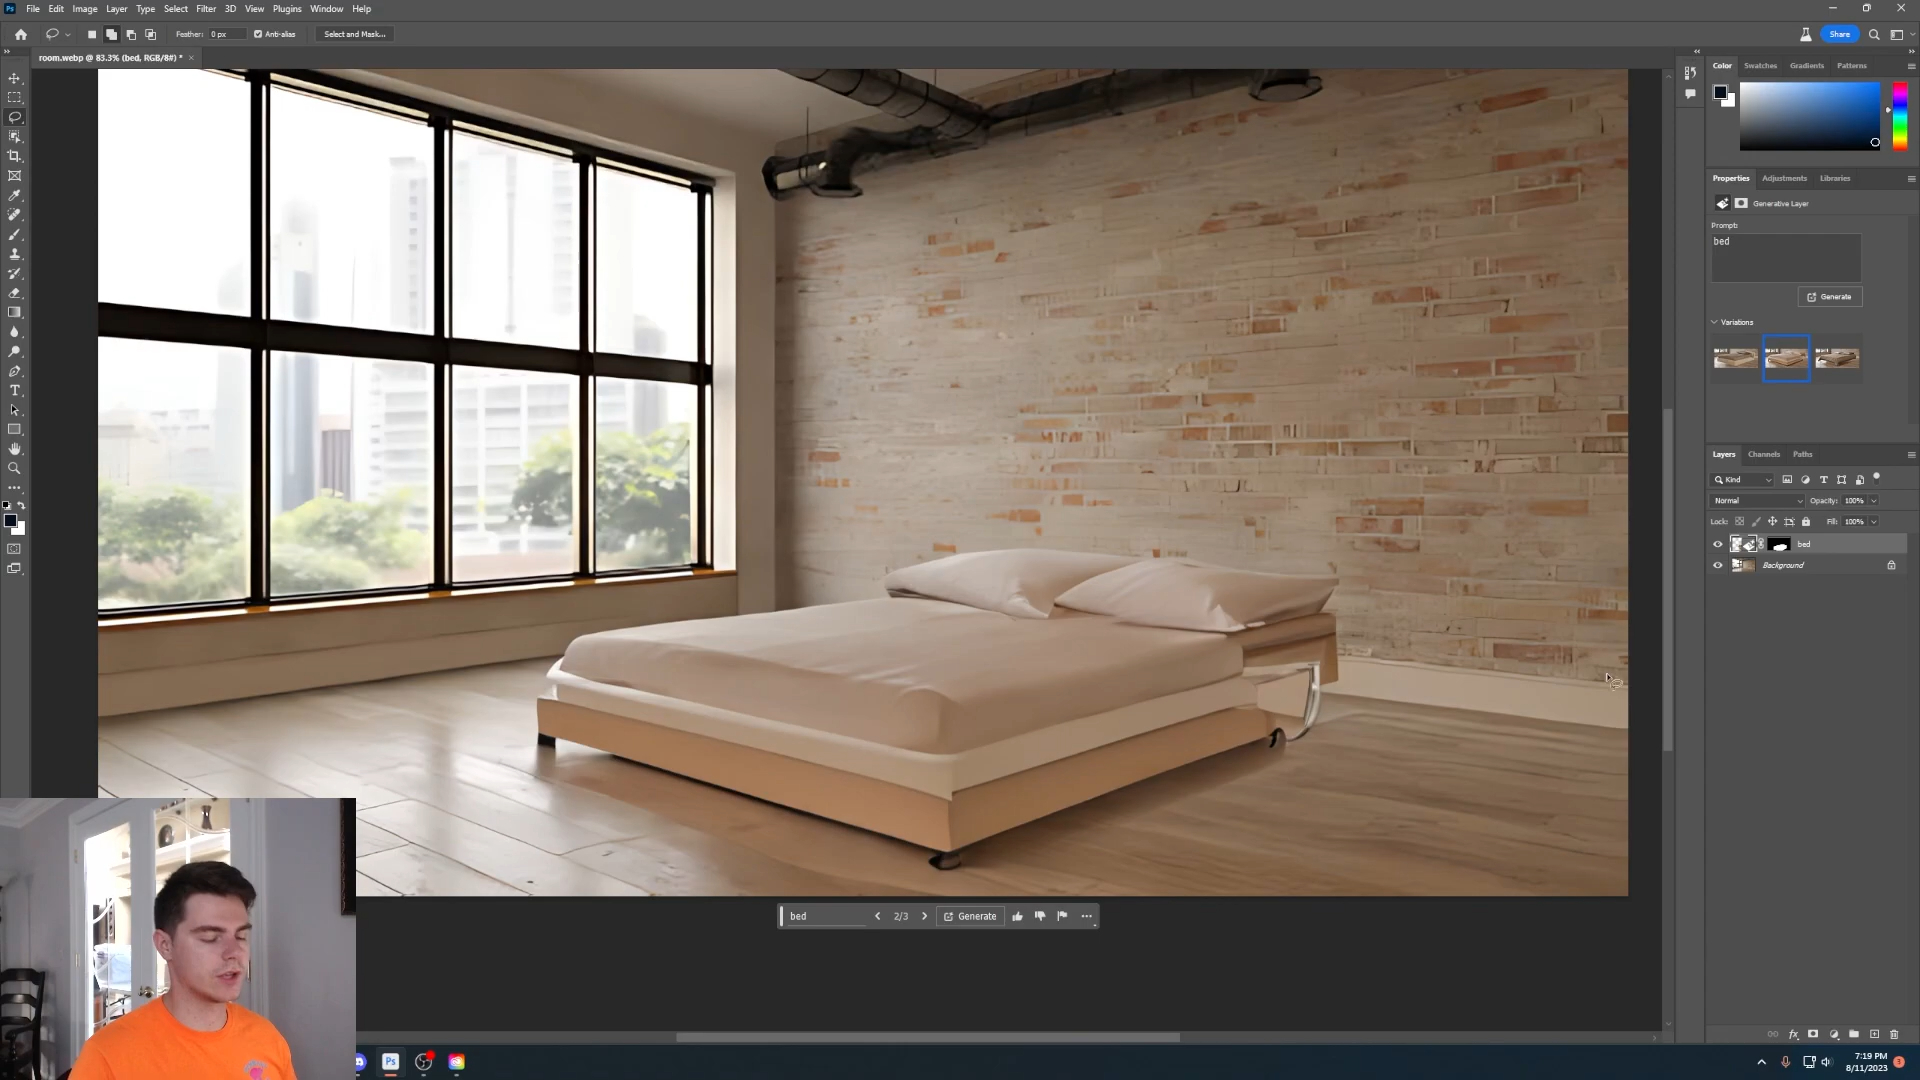 Ps File Edit Image Layer Type Select Filter 3D View Plugins Window Help
Feather: 0 px Anti-alias Select and Mask... Share
room.webp @ 83.3% (bed, RGB/8#) * ×
Color Swatches Gradients Patterns
Properties Adjustments Libraries
Generative Layer
Prompt:
bed
Generate
Variations
Layers Channels Paths
Kind
Normal Opacity: 100%
Lock: Fill: 100%
bed
Background
bed 2/3 Generate
fx
Ps
7:19 PM
8/11/2023